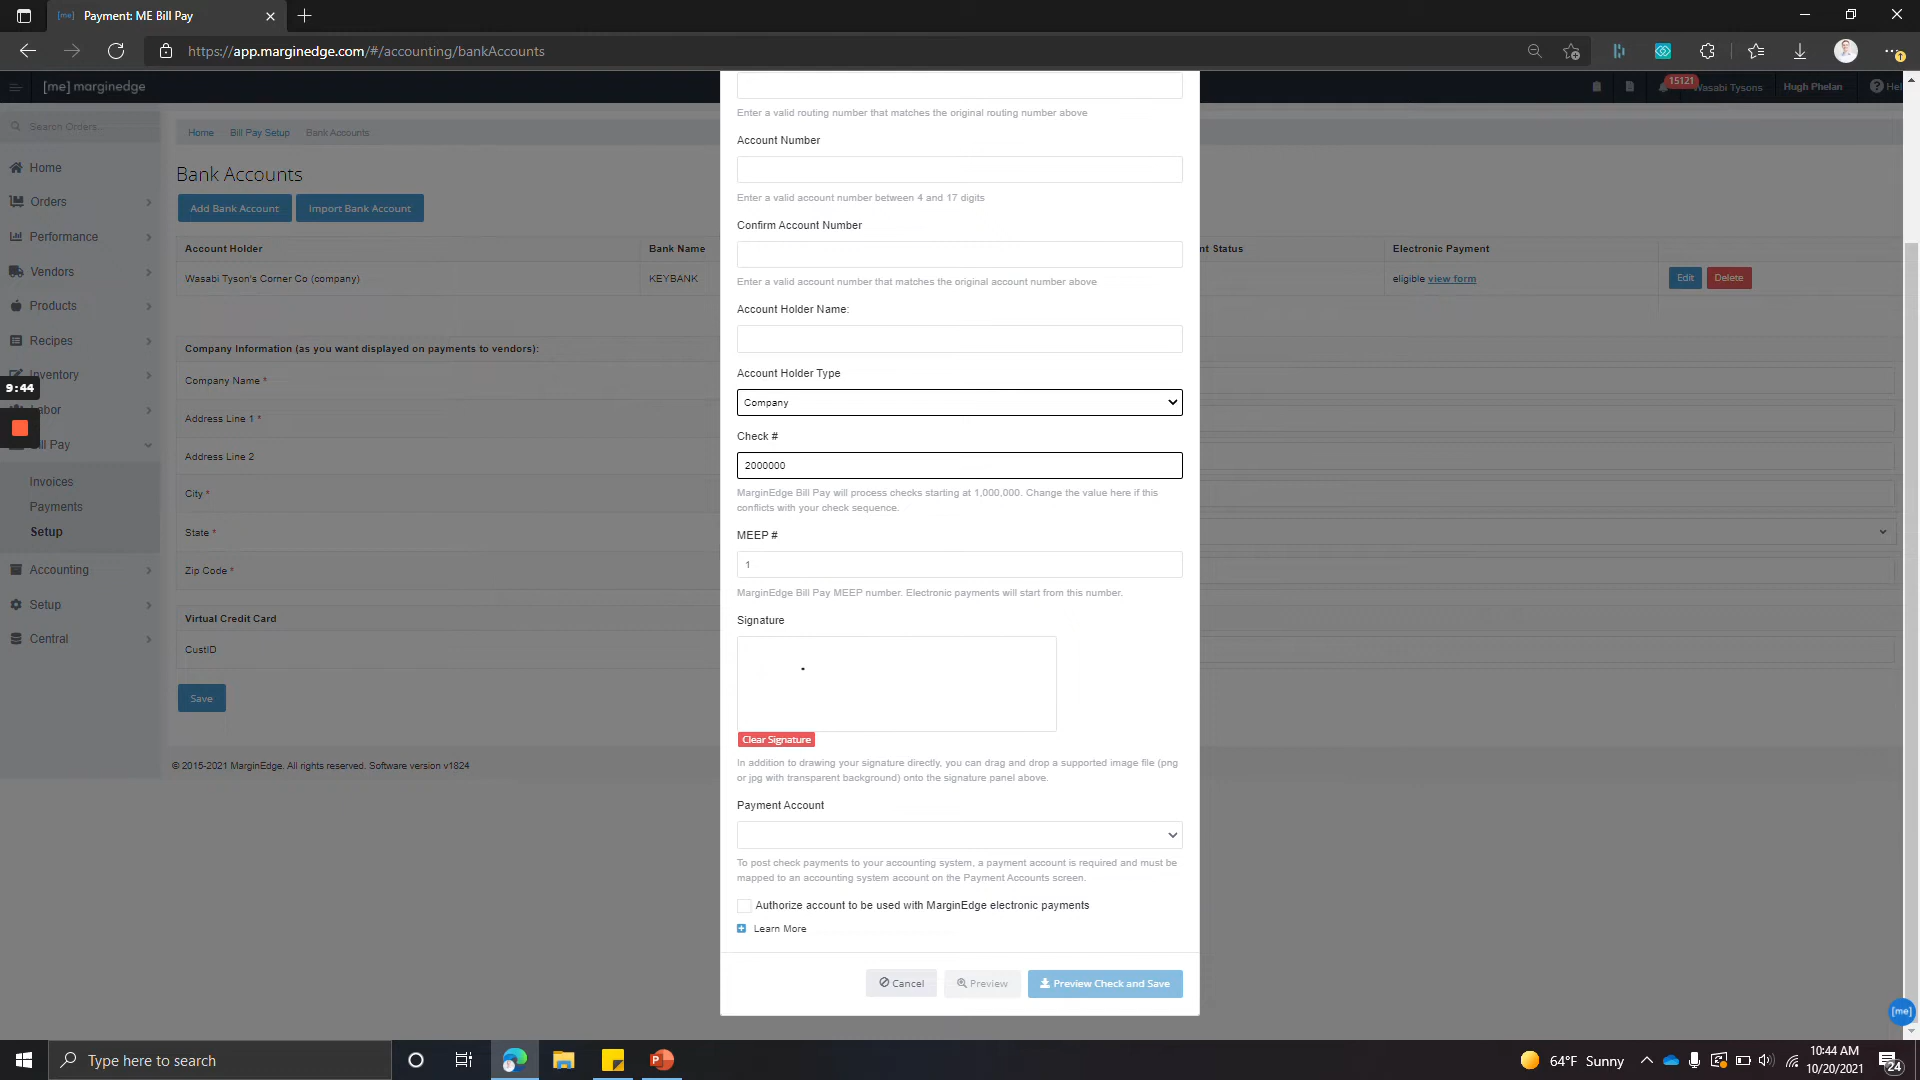 [me] Payment: ME Bill Pay
https://app.marginedge.com/#/accounting/bankAccounts
[me] marginedge
15121
Wasabi Tysons
Hugh Phelan
Hel
Search Orders...
Home Bill Pay Setup Bank Accounts
Home
Orders
Performance
Vendors
Products
Recipes
Inventory
Labor
Bill Pay
Invoices
Payments
Setup
Accounting
Setup
Central
9:44
Bank Accounts
Add Bank Account
Import Bank Account
Account Holder
Bank Name
nt Status
Electronic Payment
Wasabi Tyson's Corner Co (company)
KEYBANK
eligible view form
Edit
Delete
Company Information (as you want displayed on payments to vendors):
Company Name *
Address Line 1 *
Address Line 2
City *
State *
Zip Code *
Virtual Credit Card
CustID
Save
© 2015-2021 MarginEdge. All rights reserved. Software version v1824
Enter a valid routing number that matches the original routing number above
Account Number
Enter a valid account number between 4 and 17 digits
Confirm Account Number
Enter a valid account number that matches the original account number above
Account Holder Name:
Account Holder Type
Company
Check #
2000000
MarginEdge Bill Pay will process checks starting at 1,000,000. Change the value here if this
conflicts with your check sequence.
MEEP #
1
MarginEdge Bill Pay MEEP number. Electronic payments will start from this number.
Signature
Clear Signature
In addition to drawing your signature directly, you can drag and drop a supported image file (png
or jpg with transparent background) onto the signature panel above.
Payment Account
To post check payments to your accounting system, a payment account is required and must be
mapped to an accounting system account on the Payment Accounts screen.
Authorize account to be used with MarginEdge electronic payments
Learn More
Cancel
Preview
Preview Check and Save
[me]
Type here to search
64°F Sunny
10:44 AM
10/20/2021
24